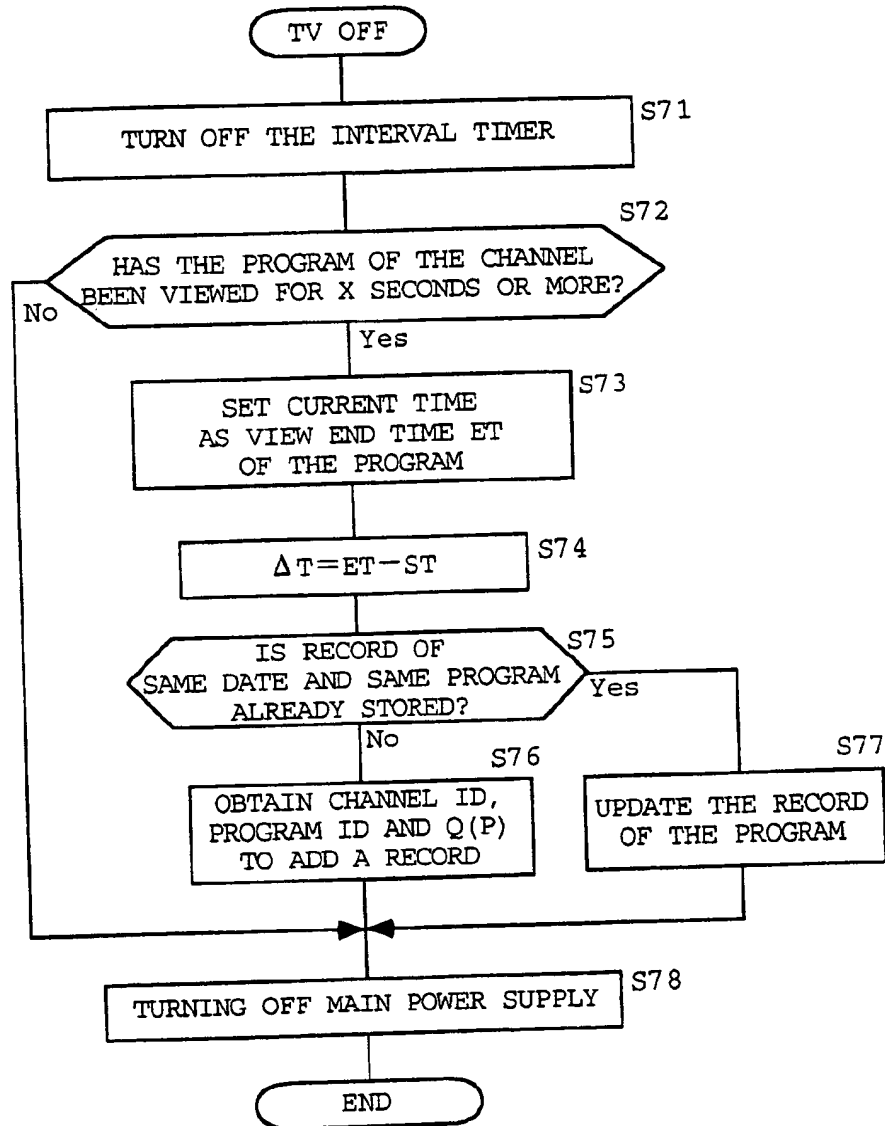 TV OFF
S71
TURN OFF THE INTERVAL TIMER
S72
HAS THE PROGRAM OF THE CHANNEL
BEEN VIEWED FOR X SECONDS OR MORE?
No
Yes
S73
SET CURRENT TIME
AS VIEW END TIME ET
OF THE PROGRAM
S74
ΔT=ET-ST
S75
IS RECORD OF
SAME DATE AND SAME PROGRAM
ALREADY STORED?
Yes
No
S76
OBTAIN CHANNEL ID,
PROGRAM ID AND Q(P)
TO ADD A RECORD
S77
UPDATE THE RECORD
OF THE PROGRAM
S78
TURNING OFF MAIN POWER SUPPLY
END